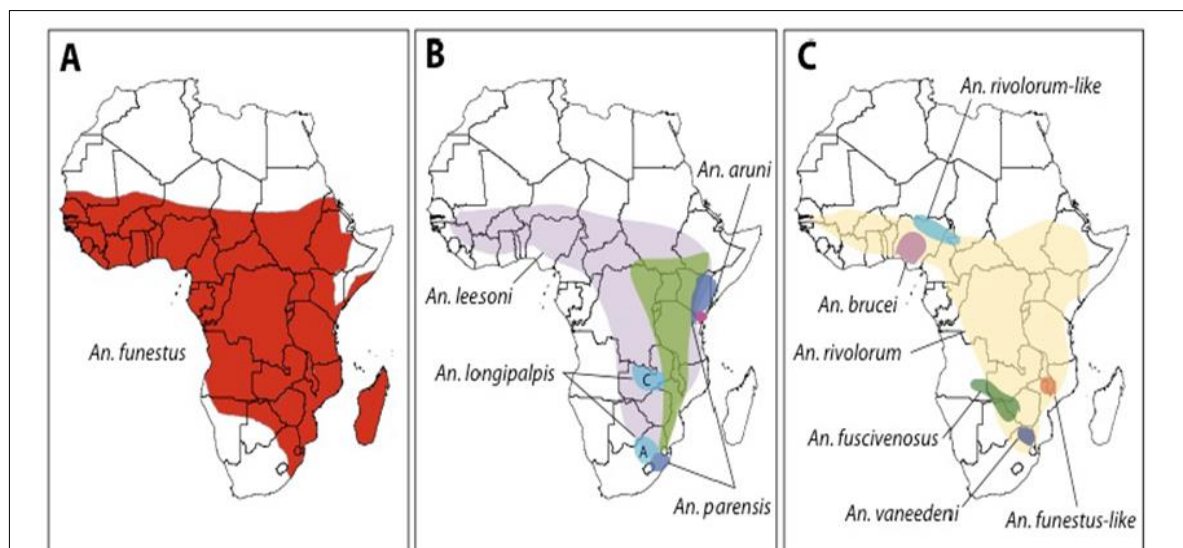 A
An. funestus
B
An. aruni
An. leesoni
An. longipalpis
C
A
An. parensis
C
An. rivolorum-like
An. brucei
An. rivolorum
An. fuscivenosus
An. vaneedeni
An. funestus-like